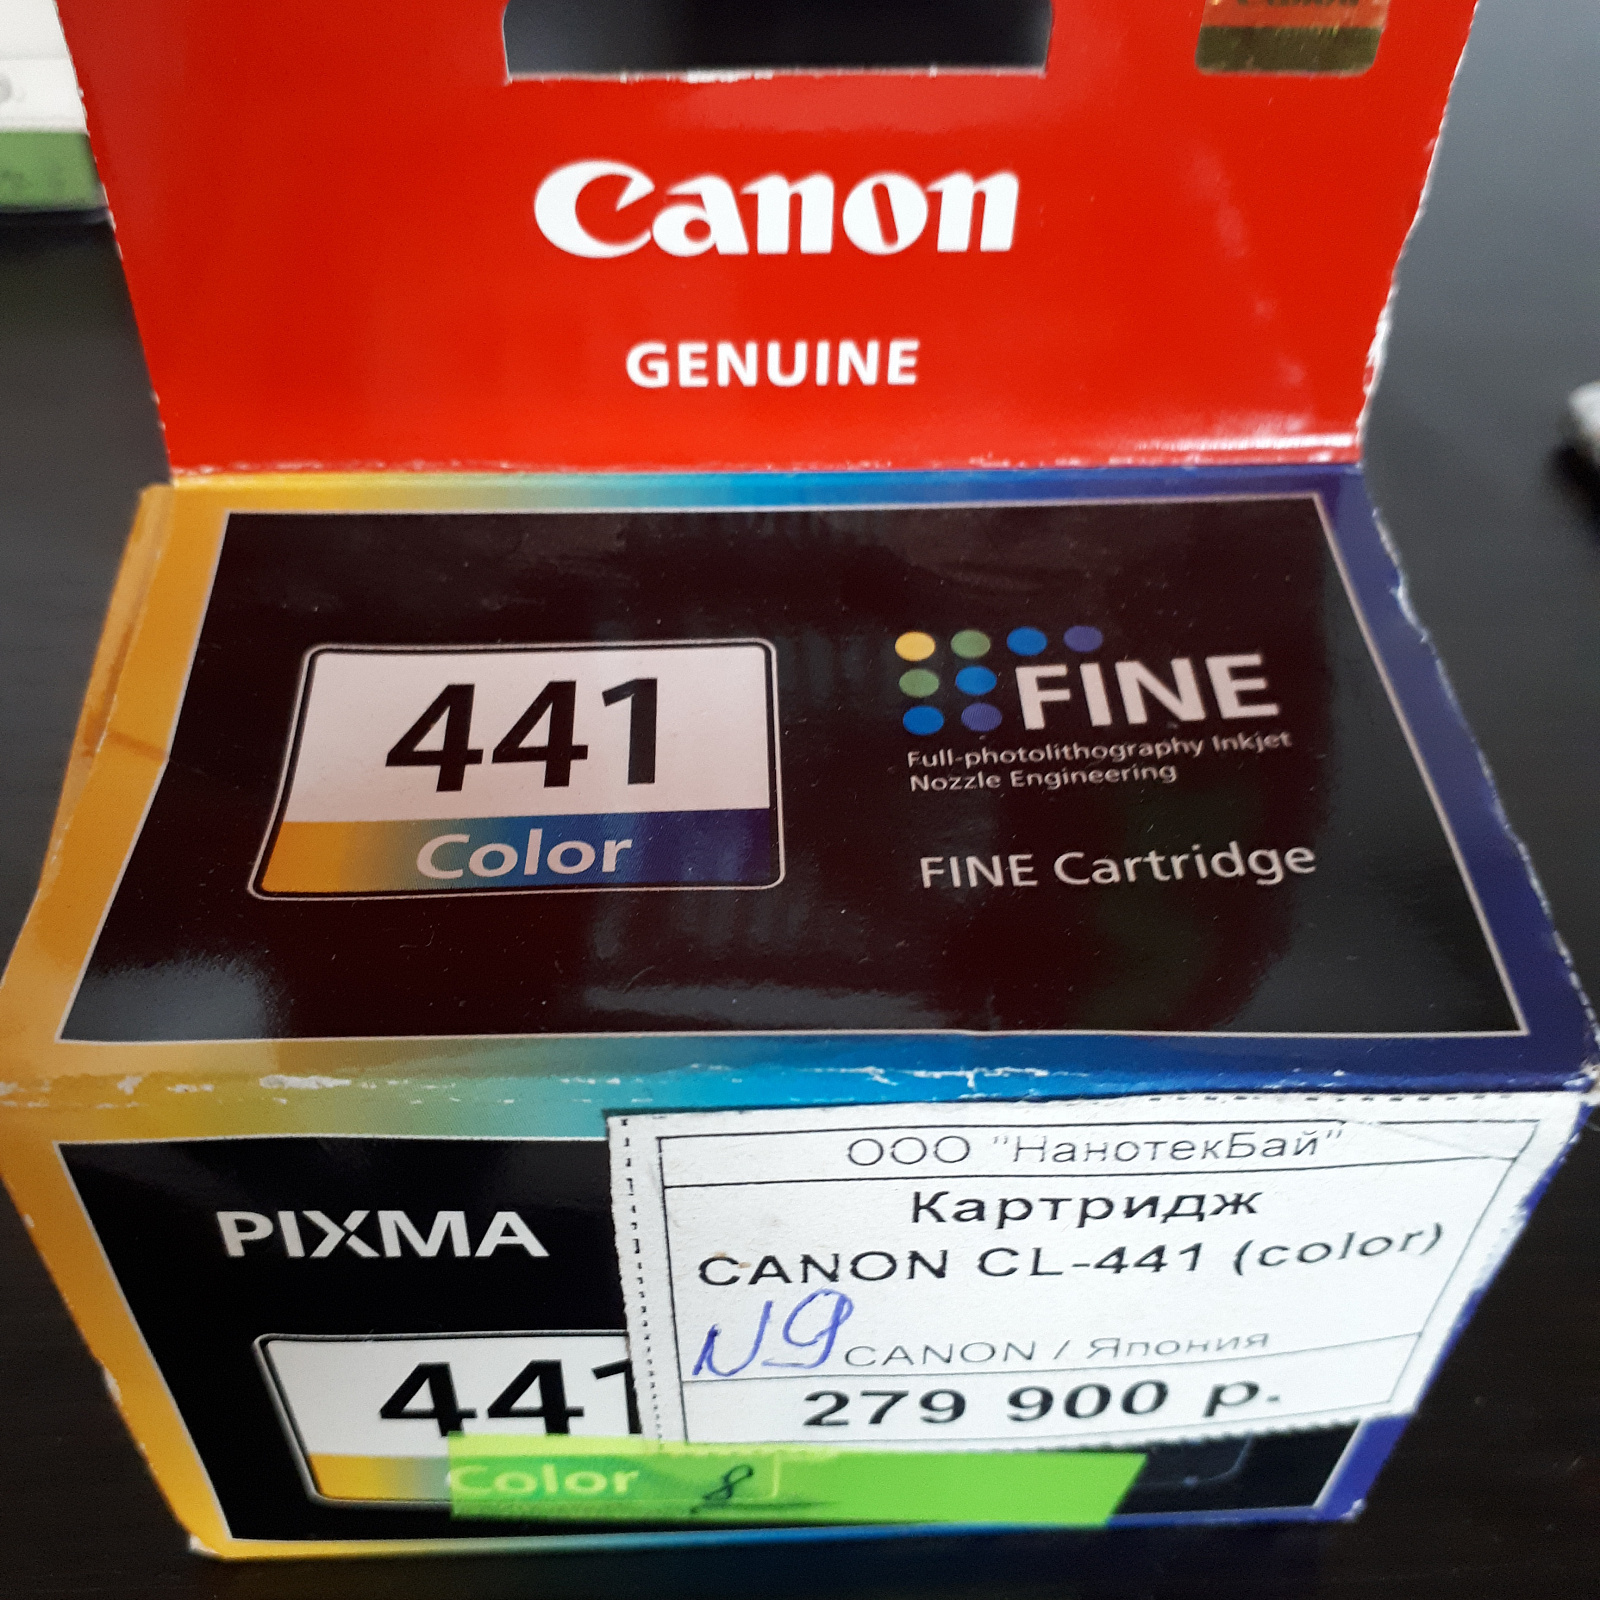 Canon
GENUINE
441
Color
FINE
Full-photolithography Inkjet
Nozzle Engineering
FINE Cartridge
PIXMA
441
Color
8
ООО "НанотекБай"
Картридж
CANON CL-441 (color)
N9
CANON / Япония
279 900 р.